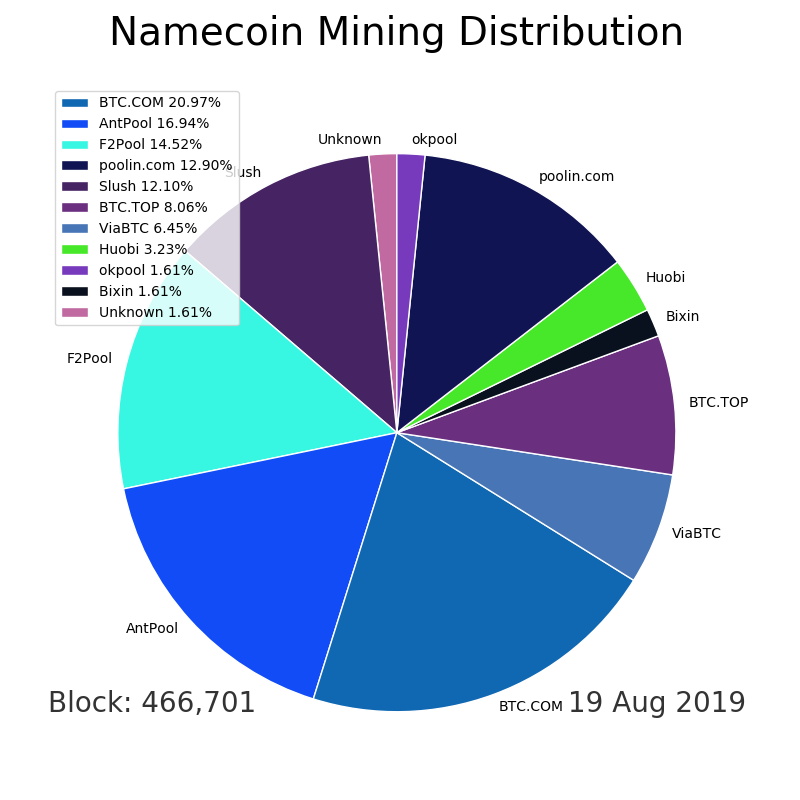 Namecoin Mining Distribution
BTC.COM 20.97%
AntPool 16.94%
F2Pool 14.52%
poolin.com 12.90%
Slush 12.10%
BTC.TOP 8.06%
ViaBTC 6.45%
Huobi 3.23%
okpool 1.61%
Bixin 1.61%
Unknown 1.61%
Unknown
okpool
Slush
poolin.com
Huobi
Bixin
F2Pool
BTC.TOP
ViaBTC
AntPool
BTC.COM
Block: 466,701
19 Aug 2019